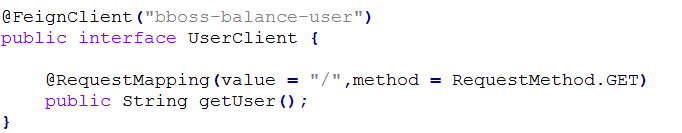 @FeignClient("bboss-balance-user")
public interface UserClient {
@RequestMapping(value = "/",method = RequestMethod.GET)
public String getUser();
}